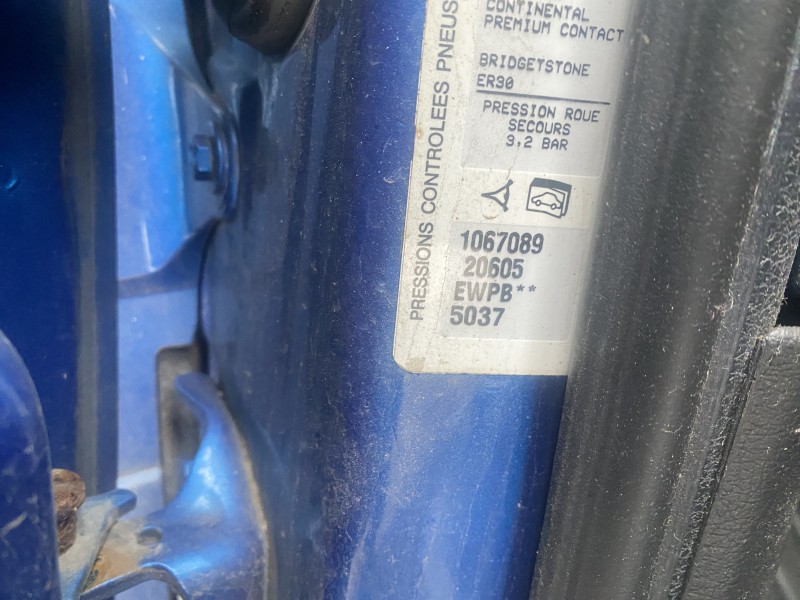 CONTINENTAL
PREMIUM CONTACT
BRIDGETSTONE
ER30
PRESSION ROUE
SECOURS
3,2 BAR
PRESSIONS CONTROLEES PNEUS
1067089
20605
EWPB**
5037